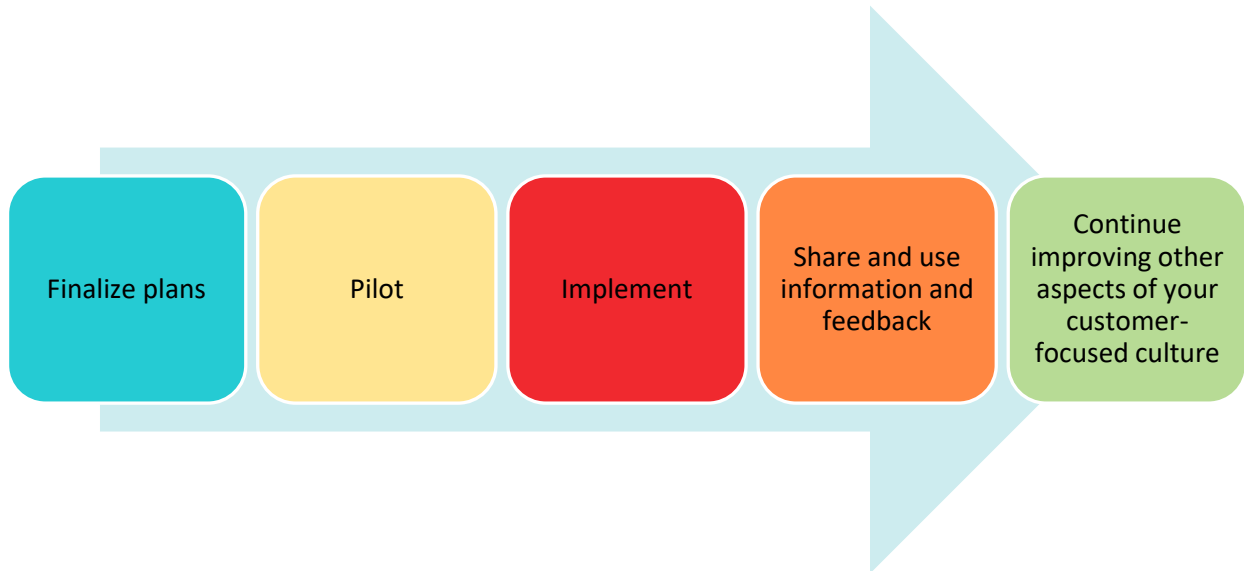 Finalize plans
Pilot
Implement
Share and use
information and
feedback
Continue
improving other
aspects of your
customer-
focused culture